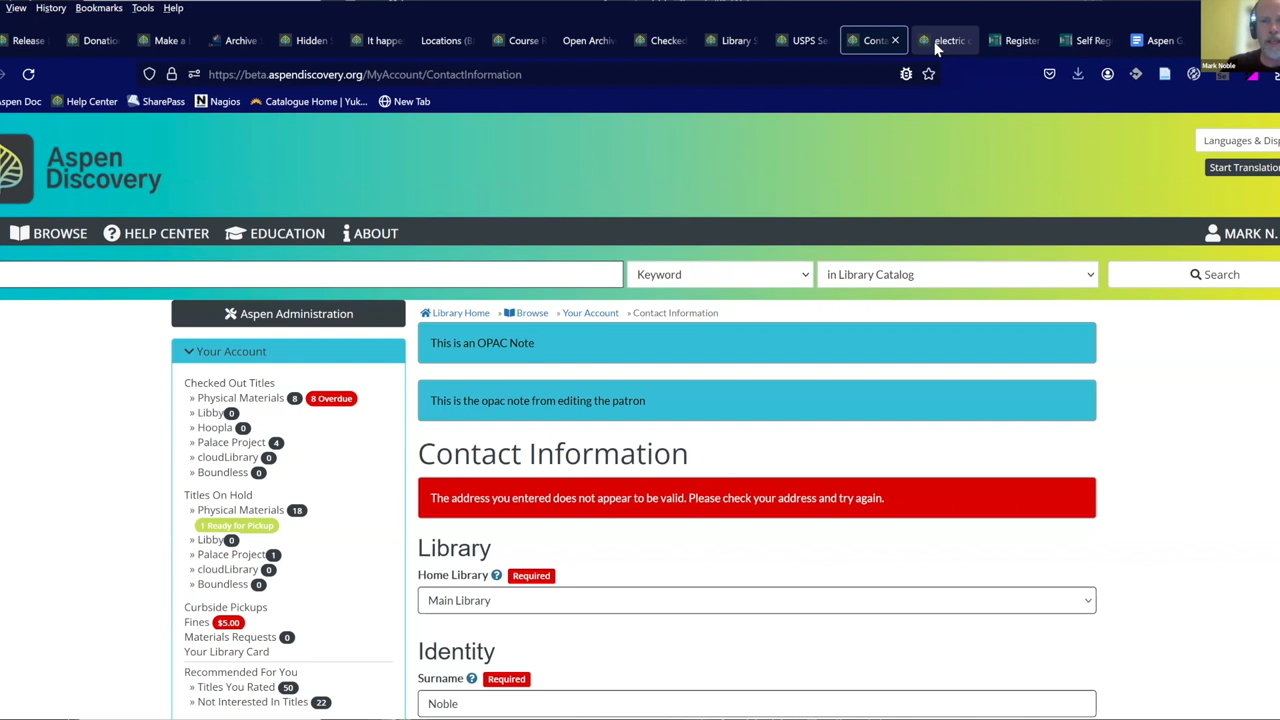 View History Bookmarks Tools Help
Release Donatio Make a l Archive Hidden S It happe Locations (B Course R Open Archi Checked Library S USPS Se Conta electric Register Self Reg Aspen G
Mark Noble
https://beta.aspendiscovery.org/MyAccount/ContactInformation
Aspen Doc Help Center SharePass Nagios Catalogue Home | Yuk... New Tab
Aspen
Discovery
Languages & Disp
Start Translation
BROWSE HELP CENTER EDUCATION ABOUT MARK N.
Keyword in Library Catalog Search
Aspen Administration
Library Home » Browse » Your Account » Contact Information
Your Account
Checked Out Titles
» Physical Materials 8 8 Overdue
» Libby 0
» Hoopla 0
» Palace Project 4
» cloudLibrary 0
» Boundless 0
Titles On Hold
» Physical Materials 18
1 Ready for Pickup
» Libby 0
» Palace Project 1
» cloudLibrary 0
» Boundless 0
Curbside Pickups
Fines $5.00
Materials Requests 0
Your Library Card
Recommended For You
» Titles You Rated 50
» Not Interested In Titles 22
This is an OPAC Note
This is the opac note from editing the patron
Contact Information
The address you entered does not appear to be valid. Please check your address and try again.
Library
Home Library Required
Main Library
Identity
Surname Required
Noble